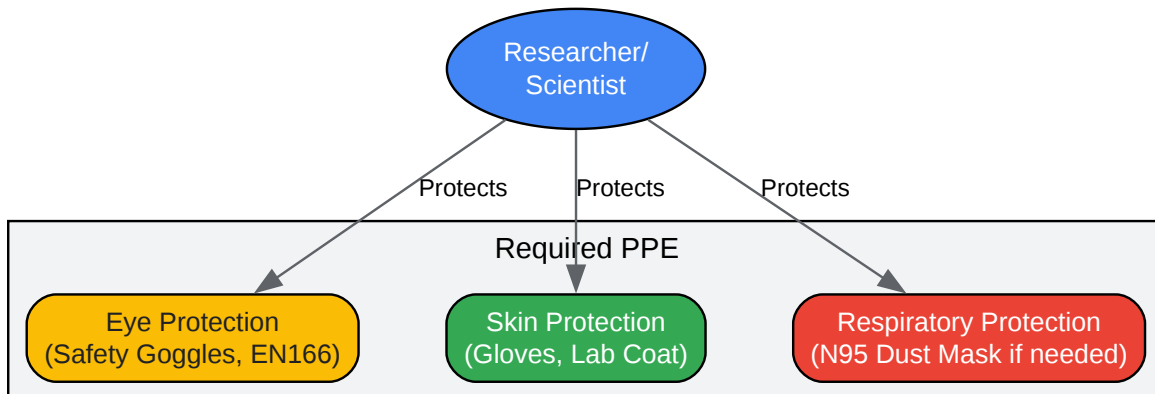 Researcher/
Scientist
Protects
Protects
Protects
Required PPE
Eye Protection
(Safety Goggles, EN166)
Skin Protection
(Gloves, Lab Coat)
Respiratory Protection
(N95 Dust Mask if needed)